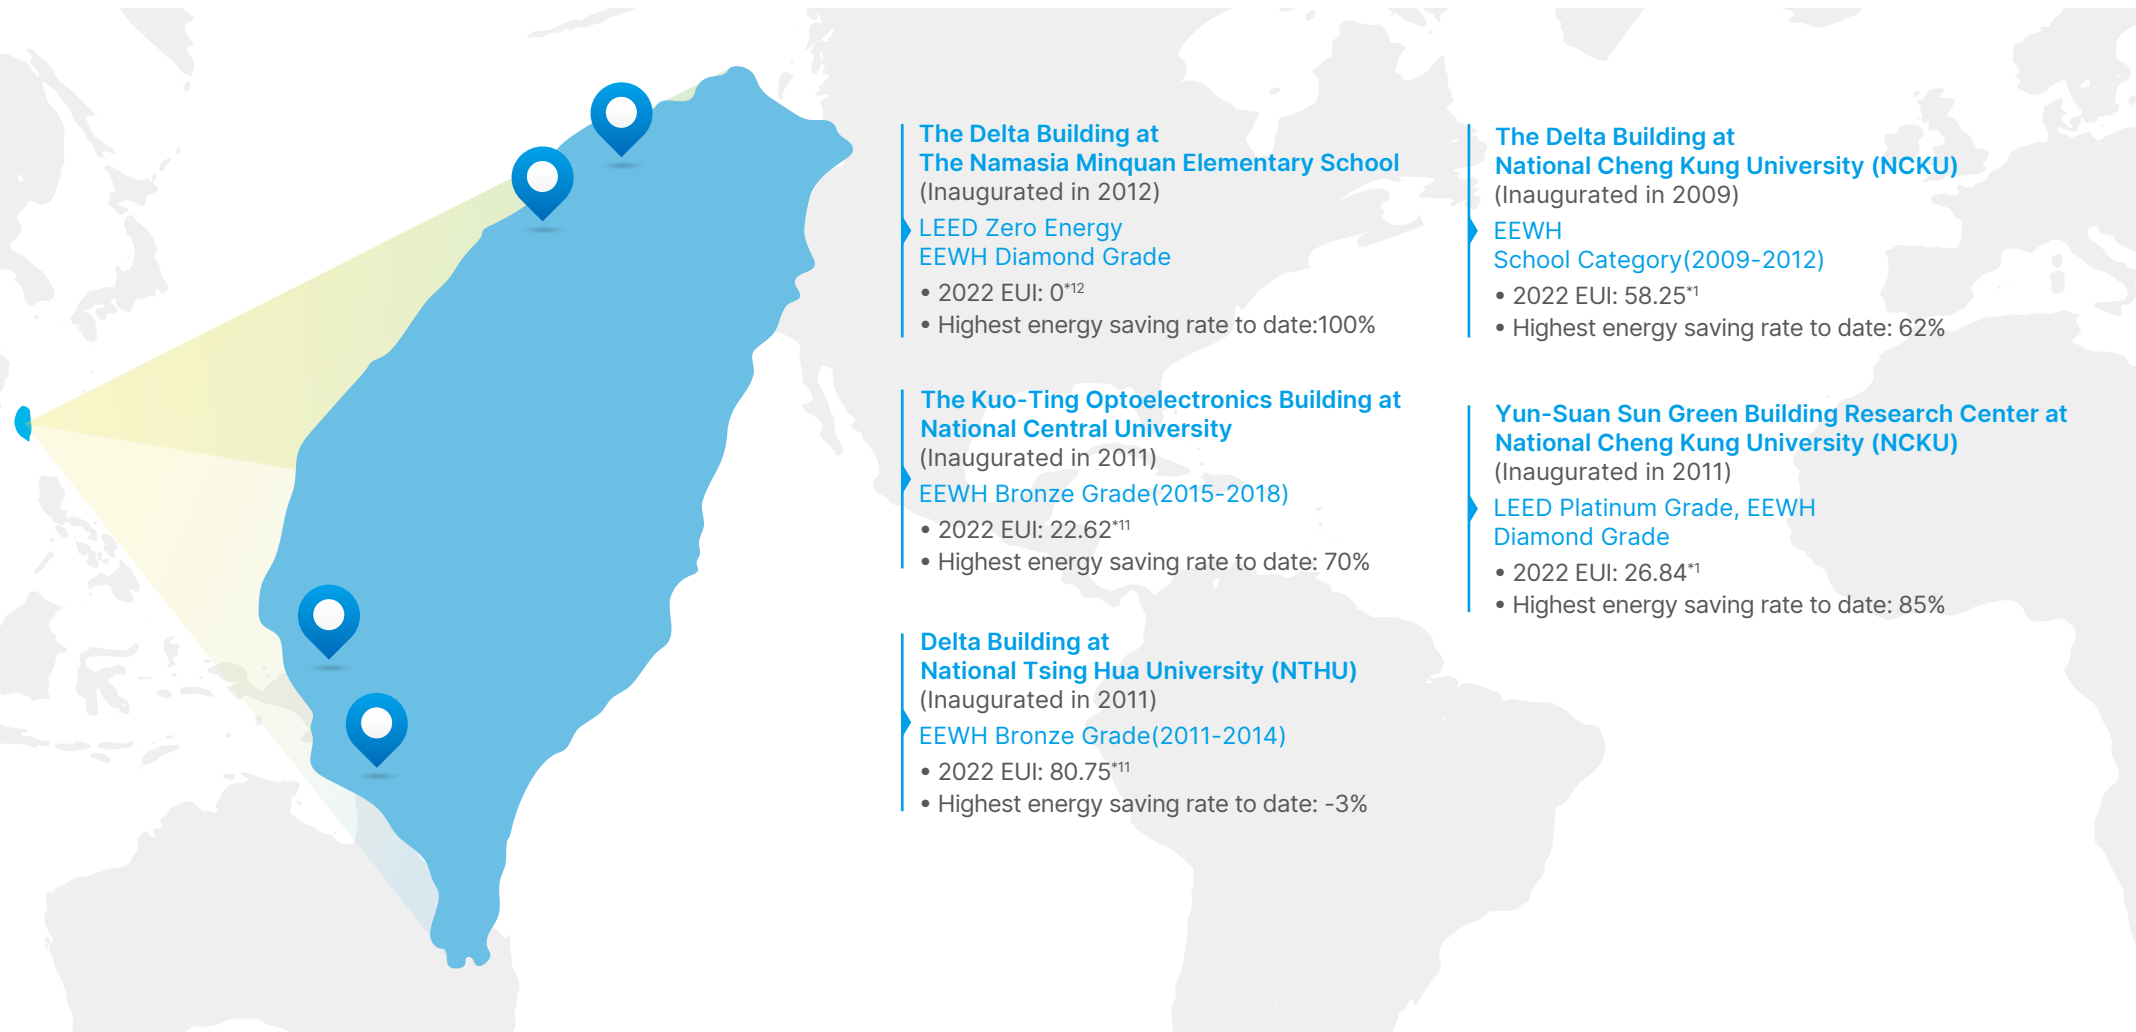 The Delta Building at
The Namasia Minquan Elementary School
(Inaugurated in 2012)
LEED Zero Energy
EEWH Diamond Grade
• 2022 EUI: 0*12
• Highest energy saving rate to date:100%
The Kuo-Ting Optoelectronics Building at
National Central University
(Inaugurated in 2011)
EEWH Bronze Grade(2015-2018)
• 2022 EUI: 22.62*11
• Highest energy saving rate to date: 70%
Delta Building at
National Tsing Hua University (NTHU)
(Inaugurated in 2011)
EEWH Bronze Grade(2011-2014)
• 2022 EUI: 80.75*11
• Highest energy saving rate to date: -3%
The Delta Building at
National Cheng Kung University (NCKU)
(Inaugurated in 2009)
EEWH
School Category(2009-2012)
• 2022 EUI: 58.25*1
• Highest energy saving rate to date: 62%
Yun-Suan Sun Green Building Research Center at
National Cheng Kung University (NCKU)
(Inaugurated in 2011)
LEED Platinum Grade, EEWH
Diamond Grade
• 2022 EUI: 26.84*1
• Highest energy saving rate to date: 85%